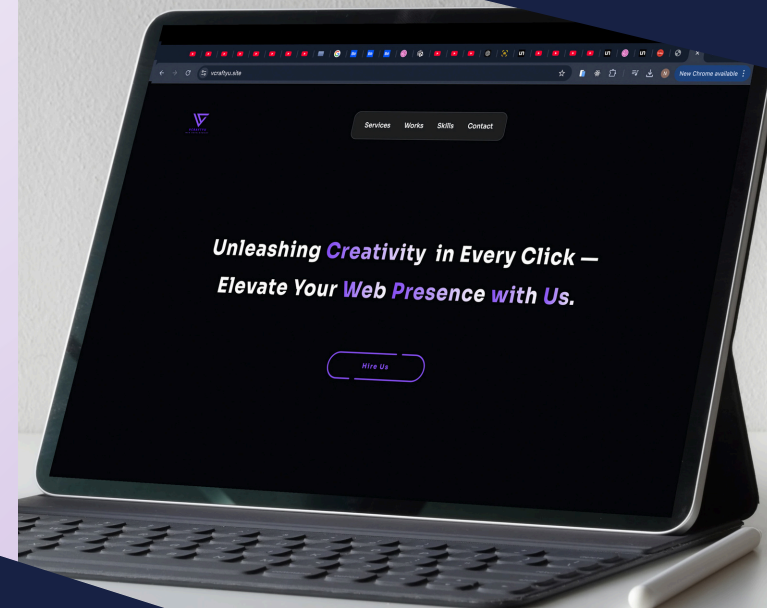 vcraftyu.site
New Chrome available
Services Works Skills Contact
Unleashing Creativity in Every Click —
Elevate Your Web Presence with Us.
Hire Us